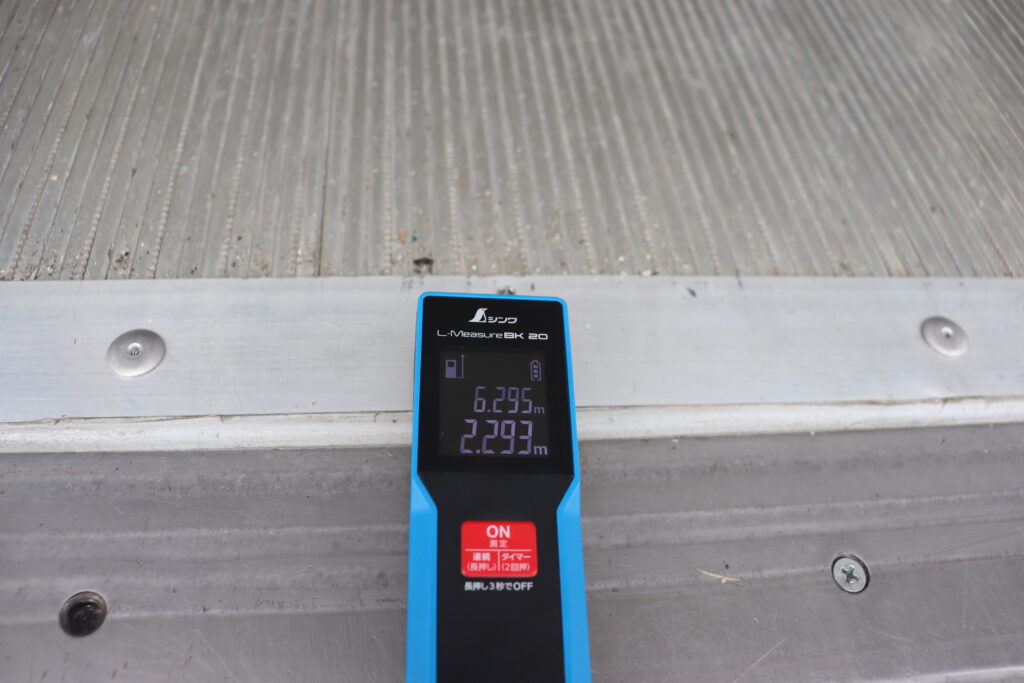 シンワ
L-Measure BK 20
6.295m
2.293m
ON
測定
連続 タイマー
(長押し) (2回押)
長押し3秒でOFF